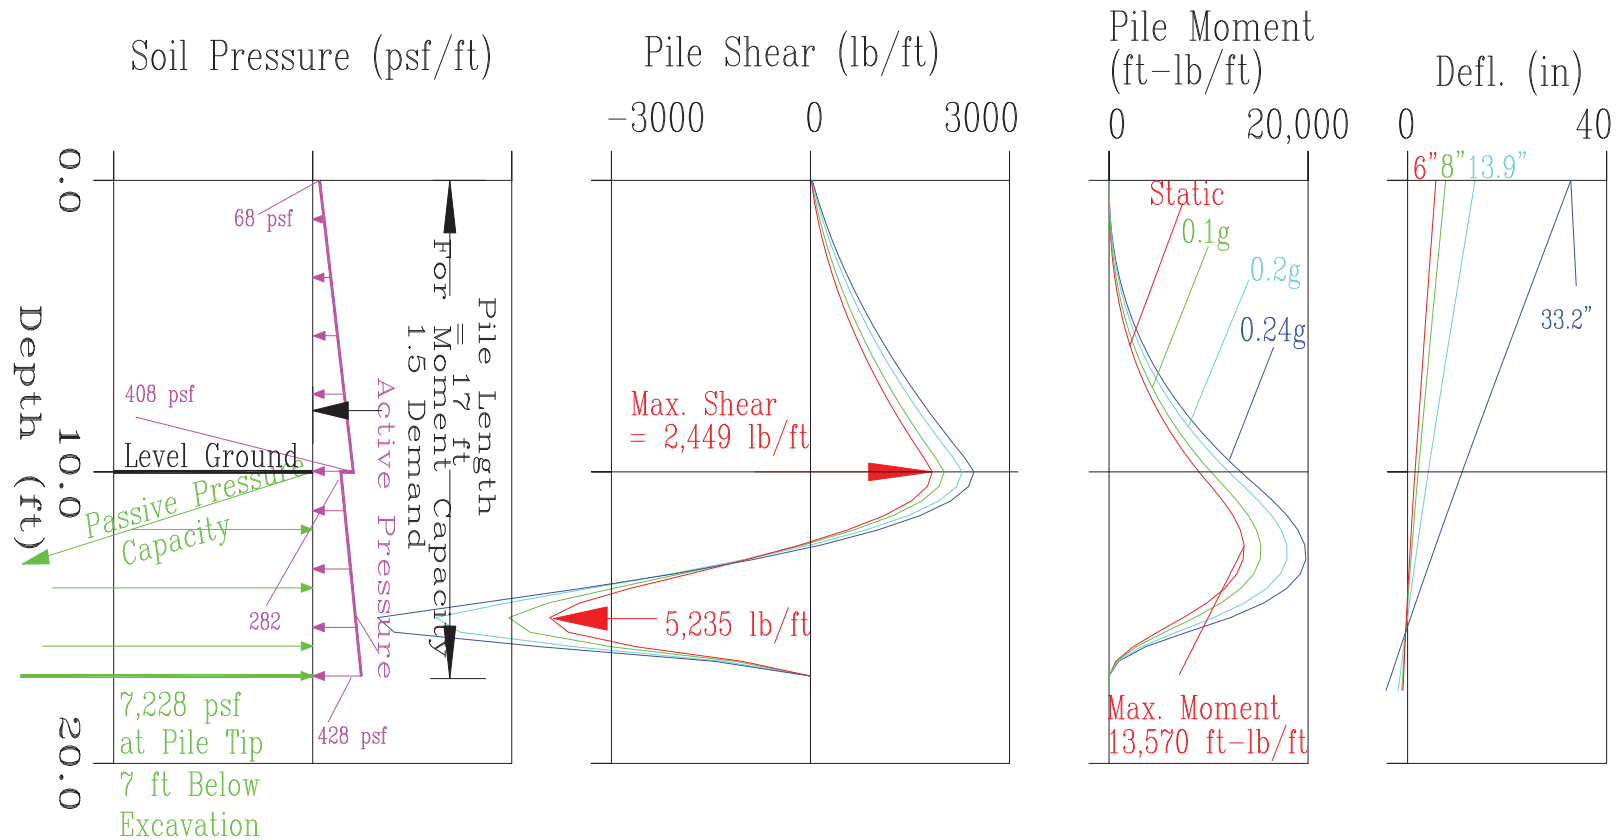 Soil Pressure (psf/ft)
Pile Shear (lb/ft)
Pile Moment
(ft-lb/ft)
Defl. (in)
-3000
0
3000
0
20,000
0
40
0.0
10.0
20.0
Depth (ft)
68 psf
408 psf
Level Ground
Passive Pressure
Capacity
282
428 psf
7,228 psf
at Pile Tip
7 ft Below
Excavation
Active Pressure
Pile Length
= 17 ft
For Moment Capacity
1.5 Demand
Max. Shear
= 2,449 lb/ft
5,235 lb/ft
Static
0.1g
0.2g
0.24g
Max. Moment
13,570 ft-lb/ft
6" 8" 13.9"
33.2"